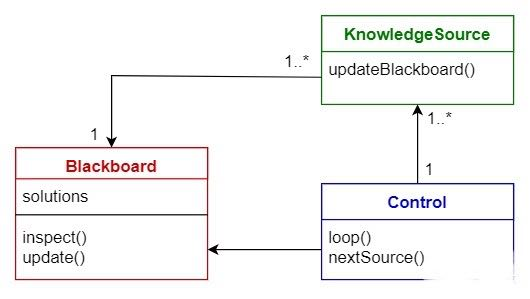 KnowledgeSource
updateBlackboard()
1..*
1
1..*
1
Blackboard
solutions
inspect()
update()
Control
loop()
nextSource()